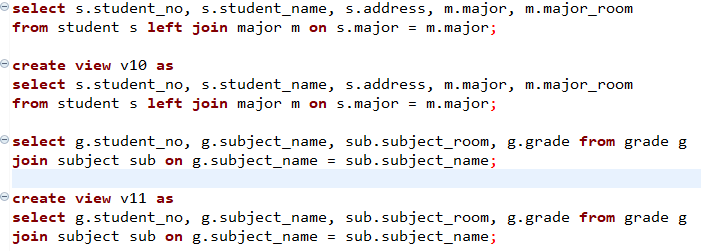 select s.student_no, s.student_name, s.address, m.major, m.major_room
from student s left join major m on s.major = m.major;
create view v10 as
select s.student_no, s.student_name, s.address, m.major, m.major_room
from student s left join major m on s.major = m.major;
select g.student_no, g.subject_name, sub.subject_room, g.grade from grade g
join subject sub on g.subject_name = sub.subject_name;
create view v11 as
select g.student_no, g.subject_name, sub.subject_room, g.grade from grade g
join subject sub on g.subject_name = sub.subject_name;